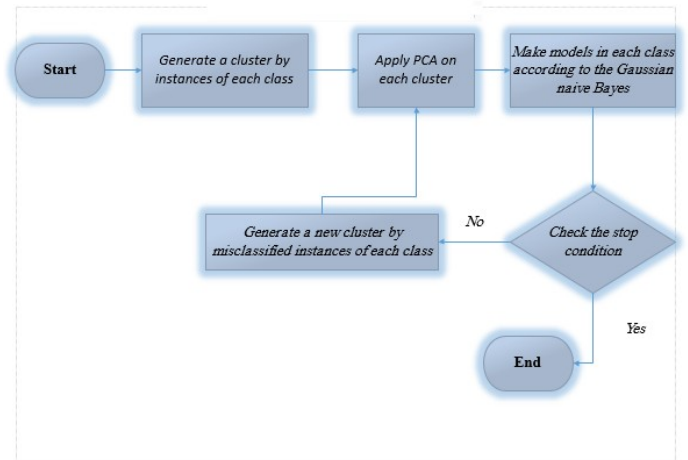 Start
Generate a cluster by
instances of each class
Apply PCA on
each cluster
Make models in each class
according to the Gaussian
naive Bayes
Generate a new cluster by
misclassified instances of each class
No
Check the stop
condition
Yes
End